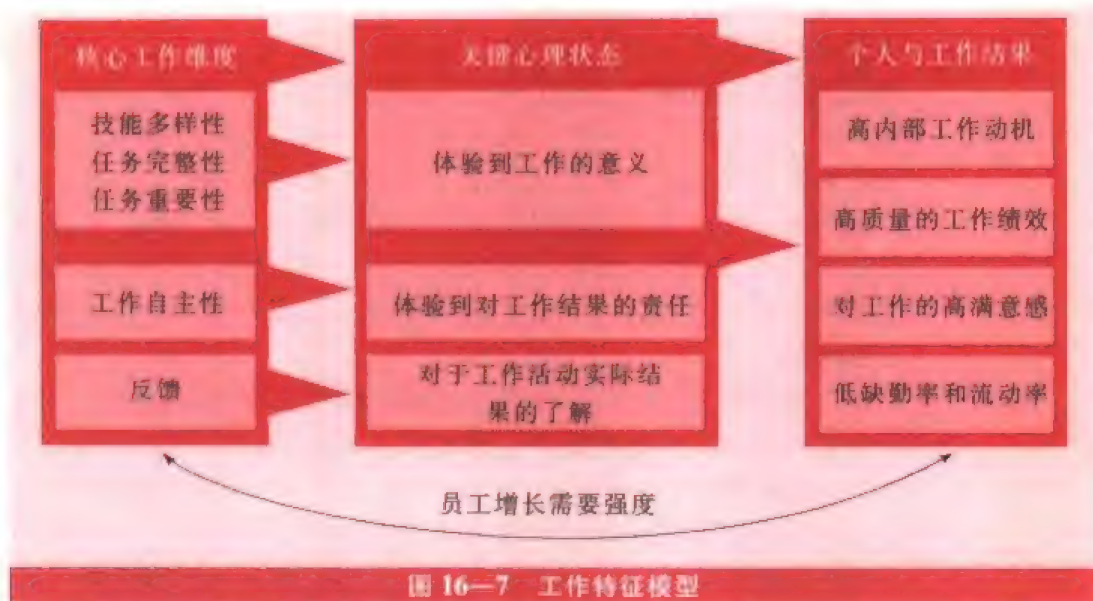 核心工作维度
关键心理状态
个人与工作结果
技能多样性
任务完整性
任务重要性
体验到工作的意义
高内部工作动机
高质量的工作绩效
工作自主性
体验到对工作结果的责任
对工作的高满意感
反馈
对于工作活动实际结
果的了解
低缺勤率和流动率
员工增长需要强度
图 16—7 工作特征模型